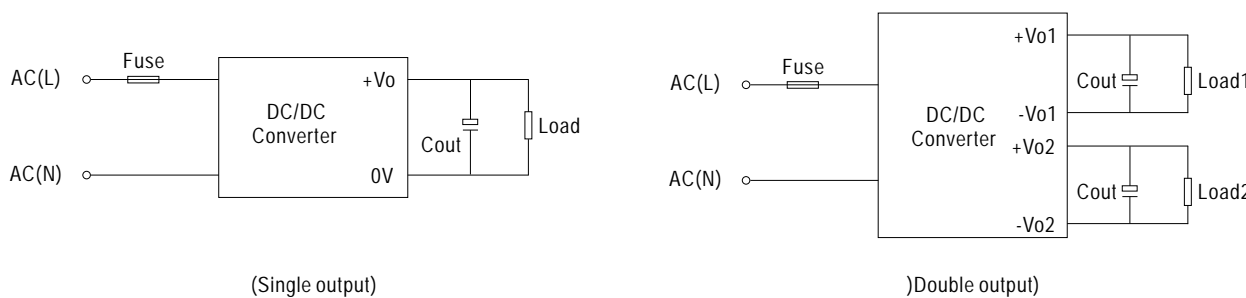 Fuse
AC(L)
+Vo
DC/DC
Converter
Cout
Load
AC(N)
0V
(Single output)
+Vo1
Fuse
AC(L)
Cout
Load1
-Vo1
DC/DC
Converter
+Vo2
AC(N)
Cout
Load2
-Vo2
)Double output)